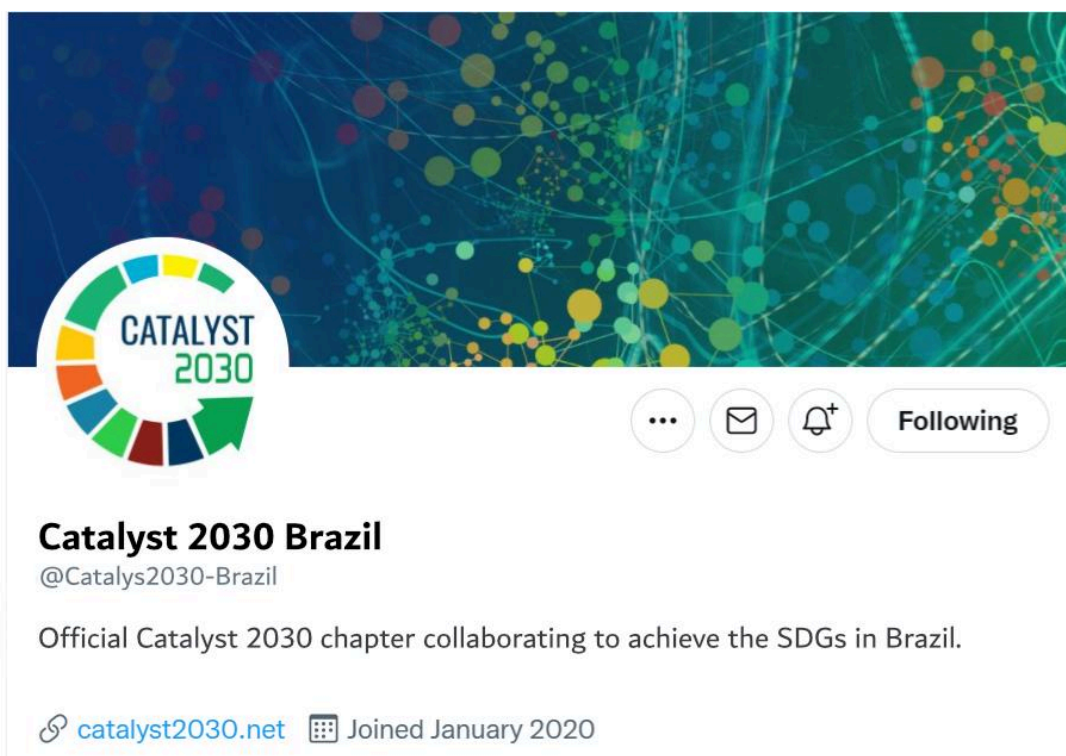 CATALYST
2030
Following
Catalyst 2030 Brazil
@Catalys2030-Brazil
Official Catalyst 2030 chapter collaborating to achieve the SDGs in Brazil.
catalyst2030.net Joined January 2020